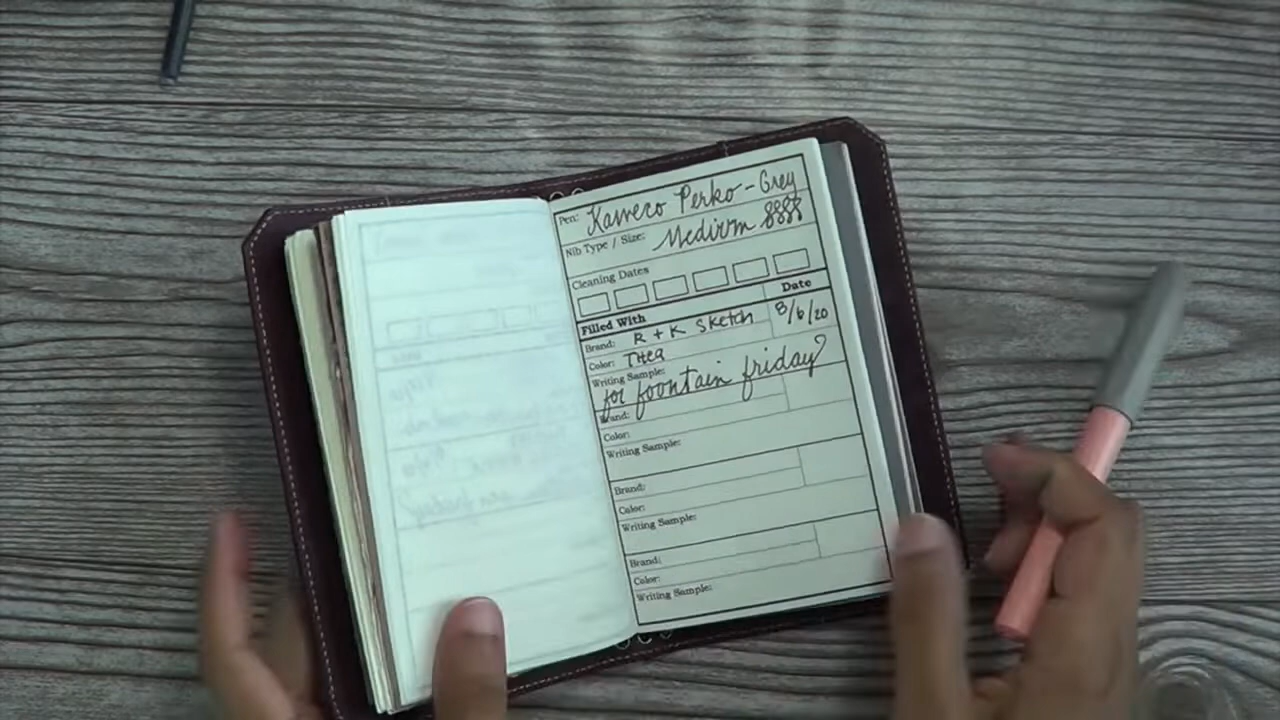 Pen: Kaweco Perko - Grey
Nib Type / Size: Medium 8888
Cleaning Dates
Filled With Date
Brand: R + K Sketch 8/6/20
Color: Thea
Writing Sample:
for fountain friday?
Brand:
Color:
Writing Sample:
Brand:
Color:
Writing Sample:
Brand:
Color:
Writing Sample: